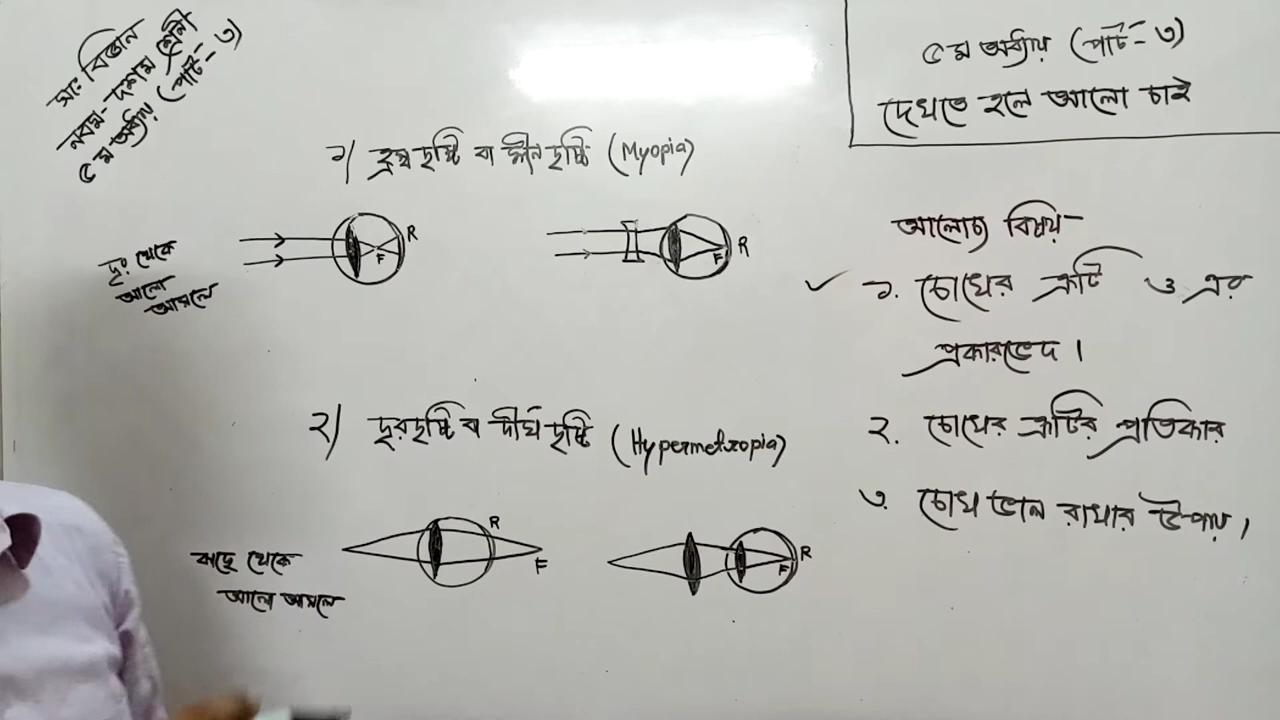 সাঃ বিজ্ঞান
নবম-দশম শ্রেণী
৫ম অধ্যায় (পার্ট-৩)
৫ম অধ্যায় (পার্ট-৩)
দেখতে হলে আলো চাই
১) হ্রস্বদৃষ্টি বা ক্ষীনদৃষ্টি (Myopia)
দূর থেকে
আলো
আসলে
R
F
R
F
২) দূরদৃষ্টি বা দীর্ঘদৃষ্টি (Hypermetropia)
কাছে থেকে
আলো আসলে
R
F
R
F
আলোচ্য বিষয়-
১. চোখের ত্রুটি ও এর
প্রকারভেদ।
২. চোখের ত্রুটির প্রতিকার
৩. চোখ ভাল রাখার উপায়।